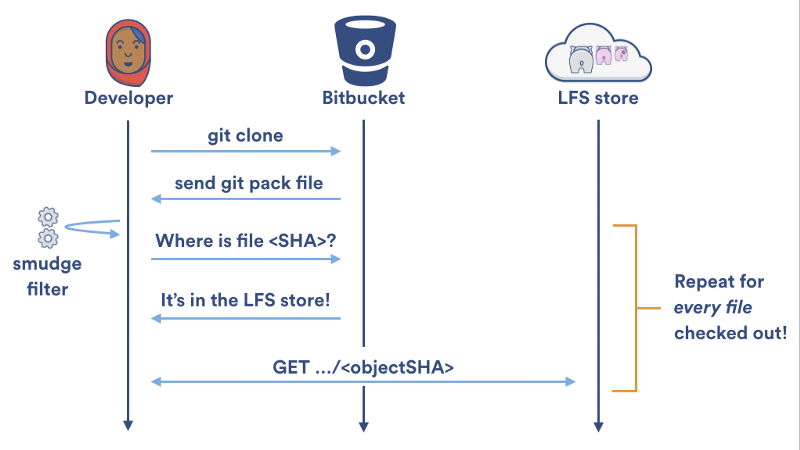 Developer
Bitbucket
LFS store
git clone
send git pack file
smudge
filter
Where is file <SHA>?
It's in the LFS store!
GET .../<objectSHA>
Repeat for
every file
checked out!